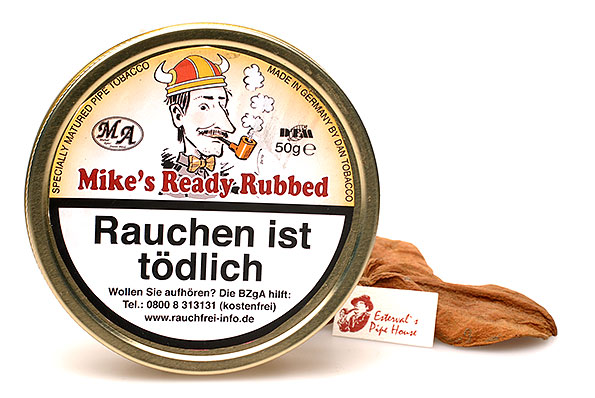 SPECIALLY MATURED PIPE TOBACCO
MADE IN GERMANY BY DAN TOBACCO
MA
DTM
50g e
Mike's Ready Rubbed
Rauchen ist
tödlich
Wollen Sie aufhören? Die BZgA hilft:
Tel.: 0800 8 313131 (kostenfrei)
www.rauchfrei-info.de
Esterval's
Pipe House